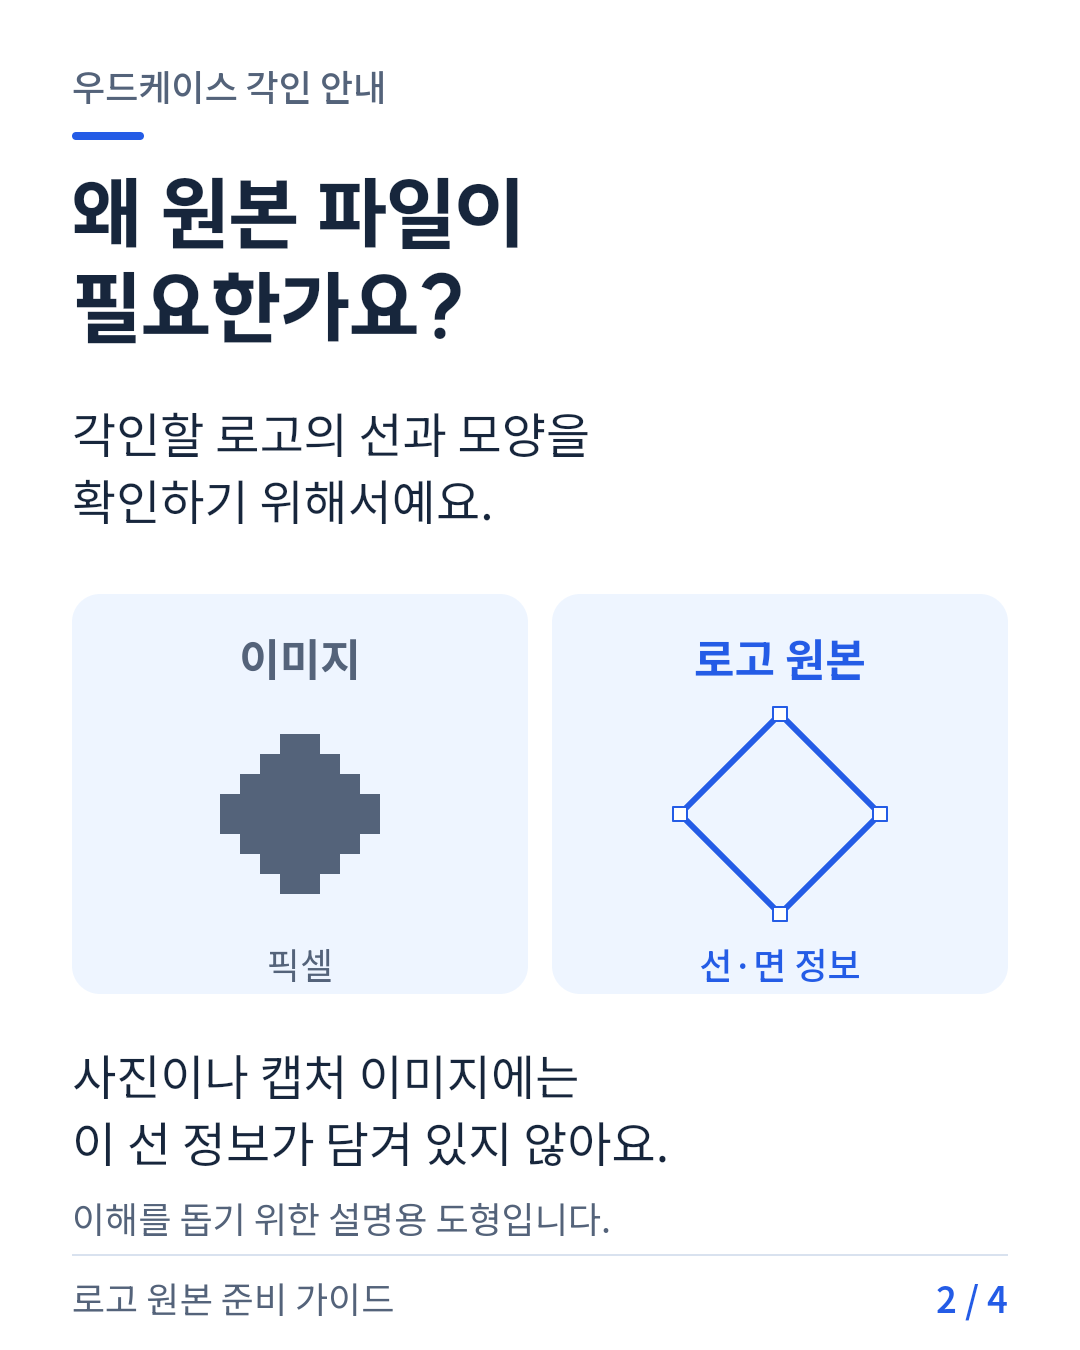 우드케이스 각인 안내
왜 원본 파일이
필요한가요?
각인할 로고의 선과 모양을
확인하기 위해서예요.
이미지
로고 원본
픽셀
선·면 정보
사진이나 캡처 이미지에는
이 선 정보가 담겨 있지 않아요.
이해를 돕기 위한 설명용 도형입니다.
로고 원본 준비 가이드
2 / 4